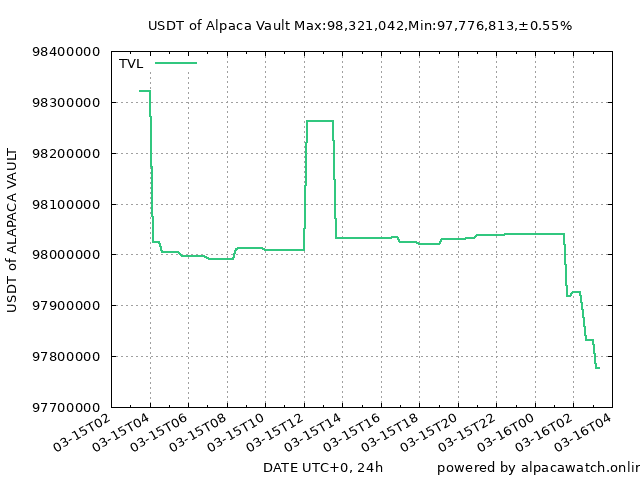 USDT of Alpaca Vault Max:98,321,042,Min:97,776,813,±0.55%
TVL
98400000
98300000
98200000
98100000
98000000
97900000
97800000
97700000
USDT of ALAPACA VAULT
03-15T02
03-15T04
03-15T06
03-15T08
03-15T10
03-15T12
03-15T14
03-15T16
03-15T18
03-15T20
03-15T22
03-16T00
03-16T02
03-16T04
DATE UTC+0, 24h
powered by alpacawatch.onlin